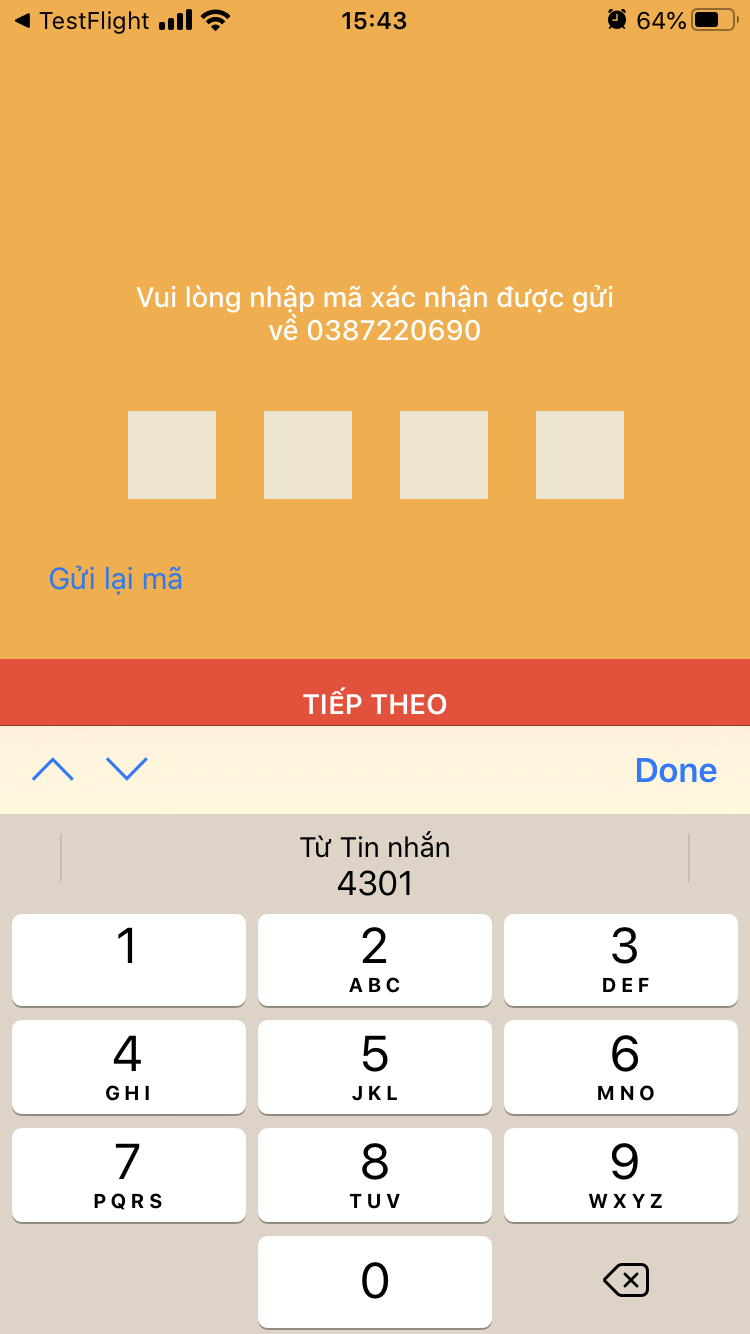 TestFlight 15:43 64%
Vui lòng nhập mã xác nhận được gửi
về 0387220690
Gửi lại mã
TIẾP THEO
Done
Từ Tin nhắn
4301
1 2 3
ABC DEF
4 5 6
GHI JKL MNO
7 8 9
PQRS TUV WXYZ
0